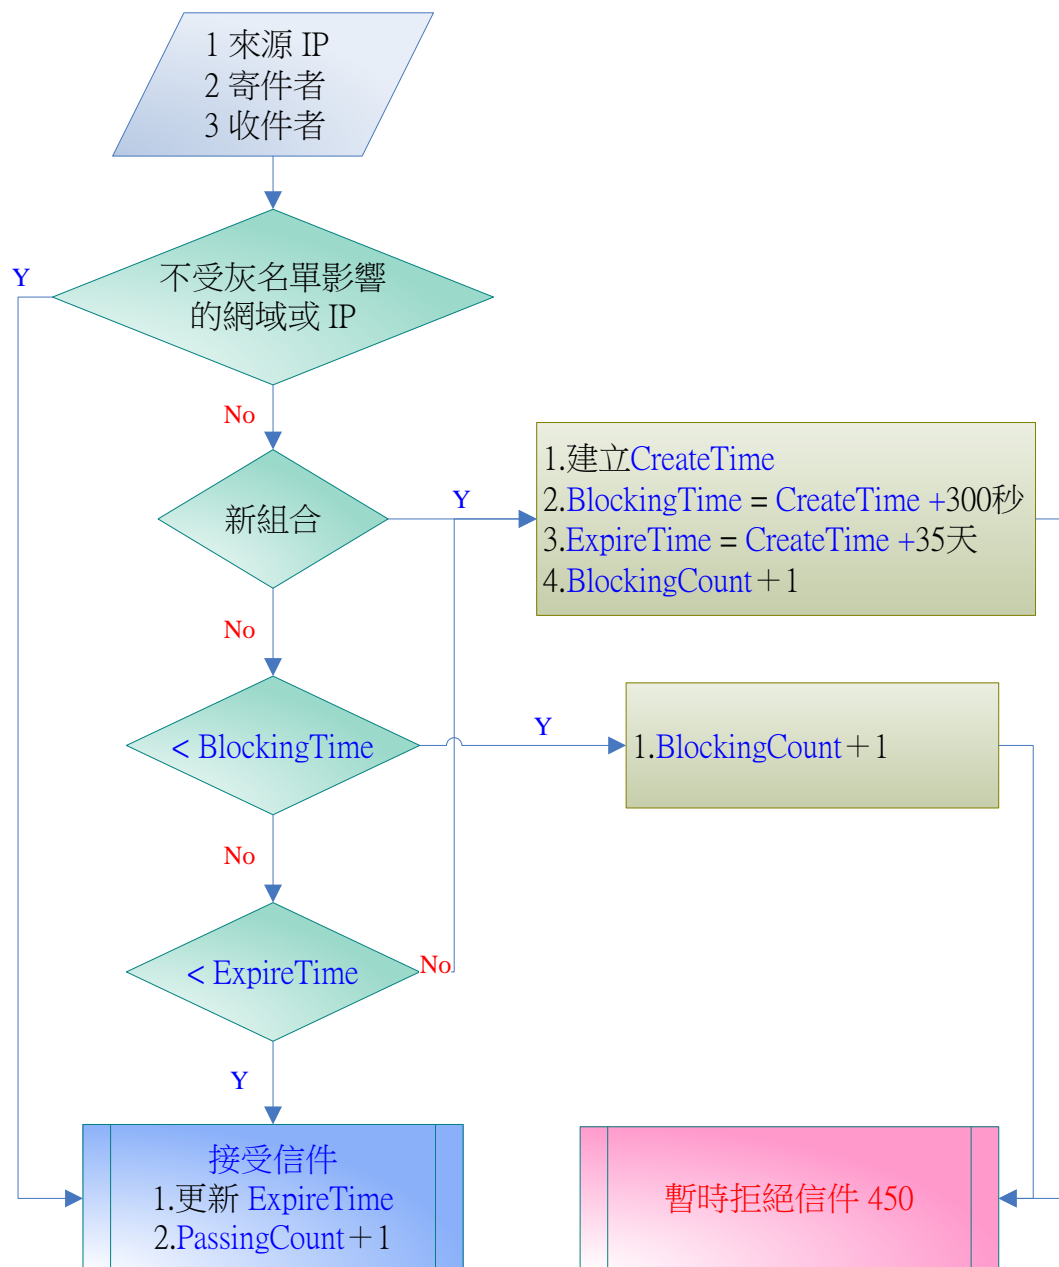 1 來源 IP
2 寄件者
3 收件者
Y
不受灰名單影響
的網域或 IP
No
新組合
Y
1.建立CreateTime
2.BlockingTime = CreateTime +300秒
3.ExpireTime = CreateTime +35天
4.BlockingCount＋1
No
< BlockingTime
Y
1.BlockingCount＋1
No
< ExpireTime
No
Y
接受信件
1.更新 ExpireTime
2.PassingCount＋1
暫時拒絕信件 450